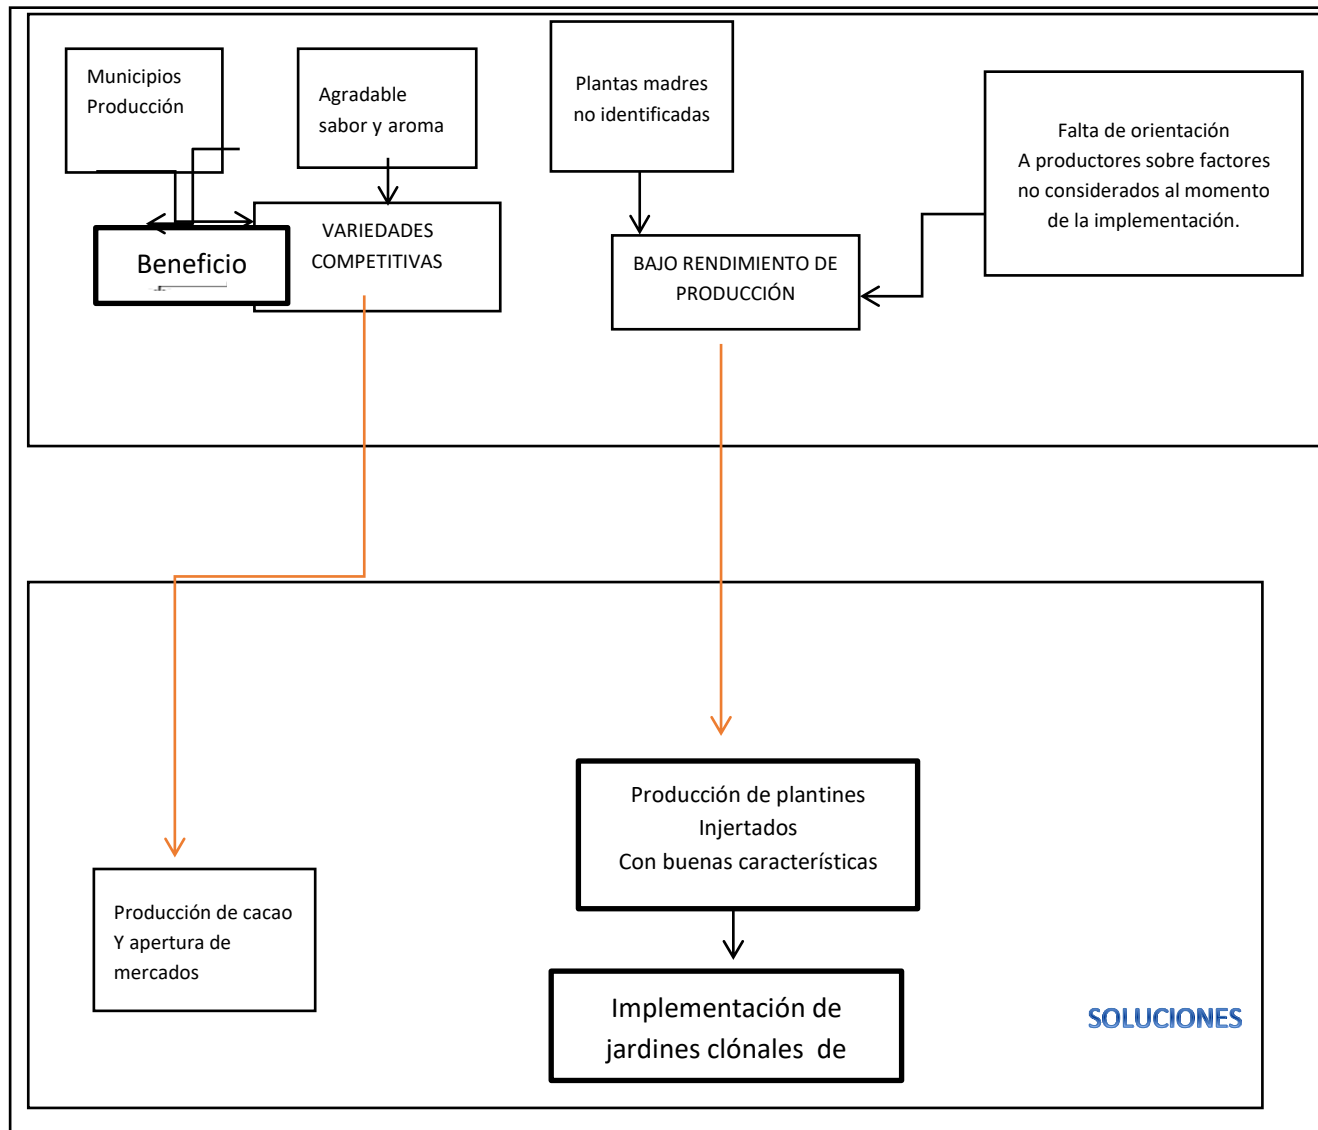 Municipios
Producción
Agradable
sabor y aroma
Plantas madres
no identificadas
Falta de orientación
A productores sobre factores
no considerados al momento
de la implementación.
Beneficio
VARIEDADES
COMPETITIVAS
BAJO RENDIMIENTO DE
PRODUCCIÓN
Producción de plantines
Injertados
Con buenas características
Producción de cacao
Y apertura de
mercados
Implementación de
jardines clónales de
SOLUCIONES